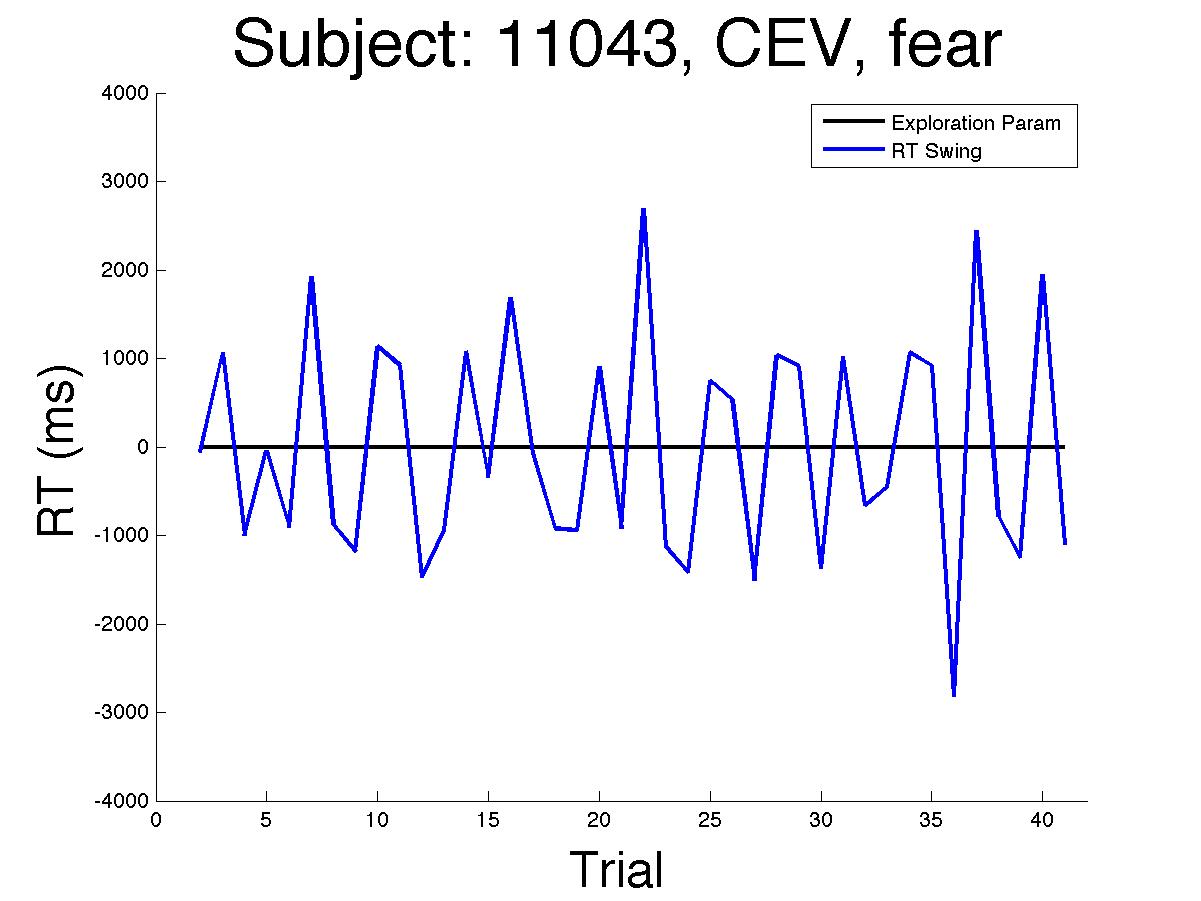 Subject: 11043, CEV, fear
4000
3000
2000
1000
0
-1000
-2000
-3000
-4000
RT (ms)
Exploration Param
RT Swing
0 5 10 15 20 25 30 35 40
Trial